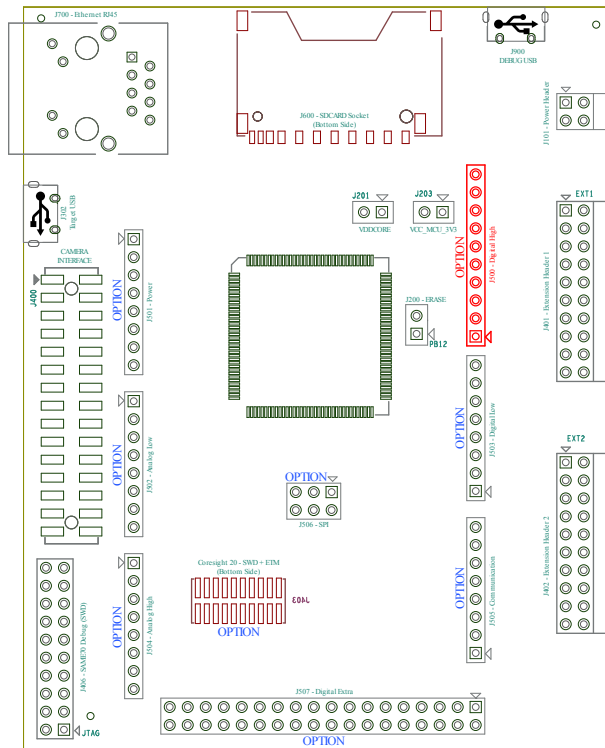 J700 - Ethernet RJ45
J600 - SDCARD Socket
(Bottom Side)
J900
DEBUG USB
J101 - Power Header
J302
Target USB
J201
VDDCORE
J203
VCC_MCU_3V3
OPTION
J500 - Digital High
EXT1
J401 - Extension Header 1
CAMERA
INTERFACE
J400
OPTION
J501 - Power
J200 - ERASE
PB12
OPTION
J502 - Analog Low
OPTION
J503 - Digital Low
EXT2
J402 - Extension Header 2
OPTION
J506 - SPI
Coresight 20 - SWD + ETM
(Bottom Side)
J403
OPTION
OPTION
J504 - Analog High
OPTION
J505 - Communication
J406 - SAME70 Debug (SWD)
JTAG
J507 - Digital Extra
OPTION